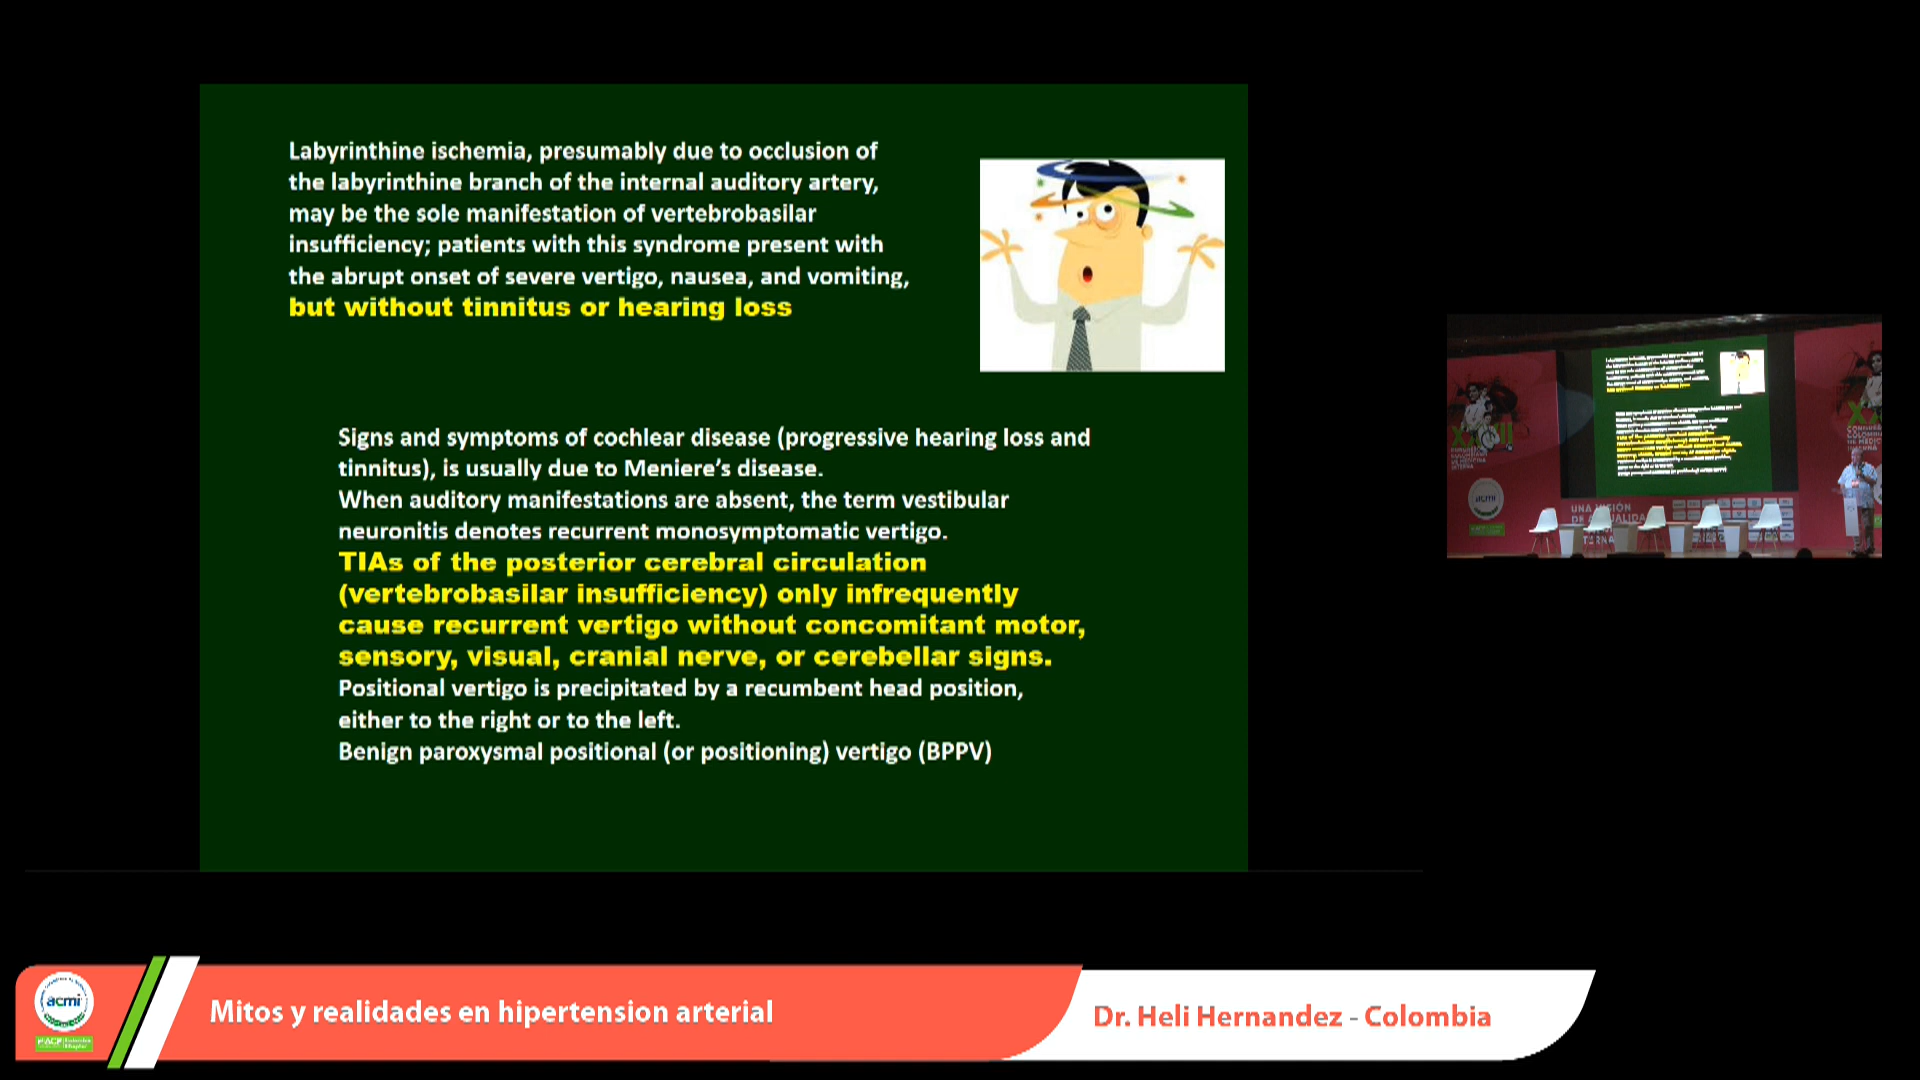 Labyrinthine ischemia, presumably due to occlusion of
the labyrinthine branch of the internal auditory artery,
may be the sole manifestation of vertebrobasilar
insufficiency; patients with this syndrome present with
the abrupt onset of severe vertigo, nausea, and vomiting,
but without tinnitus or hearing loss
Signs and symptoms of cochlear disease (progressive hearing loss and
tinnitus), is usually due to Meniere's disease.
When auditory manifestations are absent, the term vestibular
neuronitis denotes recurrent monosymptomatic vertigo.
TIAs of the posterior cerebral circulation
(vertebrobasilar insufficiency) only infrequently
cause recurrent vertigo without concomitant motor,
sensory, visual, cranial nerve, or cerebellar signs.
Positional vertigo is precipitated by a recumbent head position,
either to the right or to the left.
Benign paroxysmal positional (or positioning) vertigo (BPPV)
acmi
Mitos y realidades en hipertension arterial
Dr. Heli Hernandez - Colombia